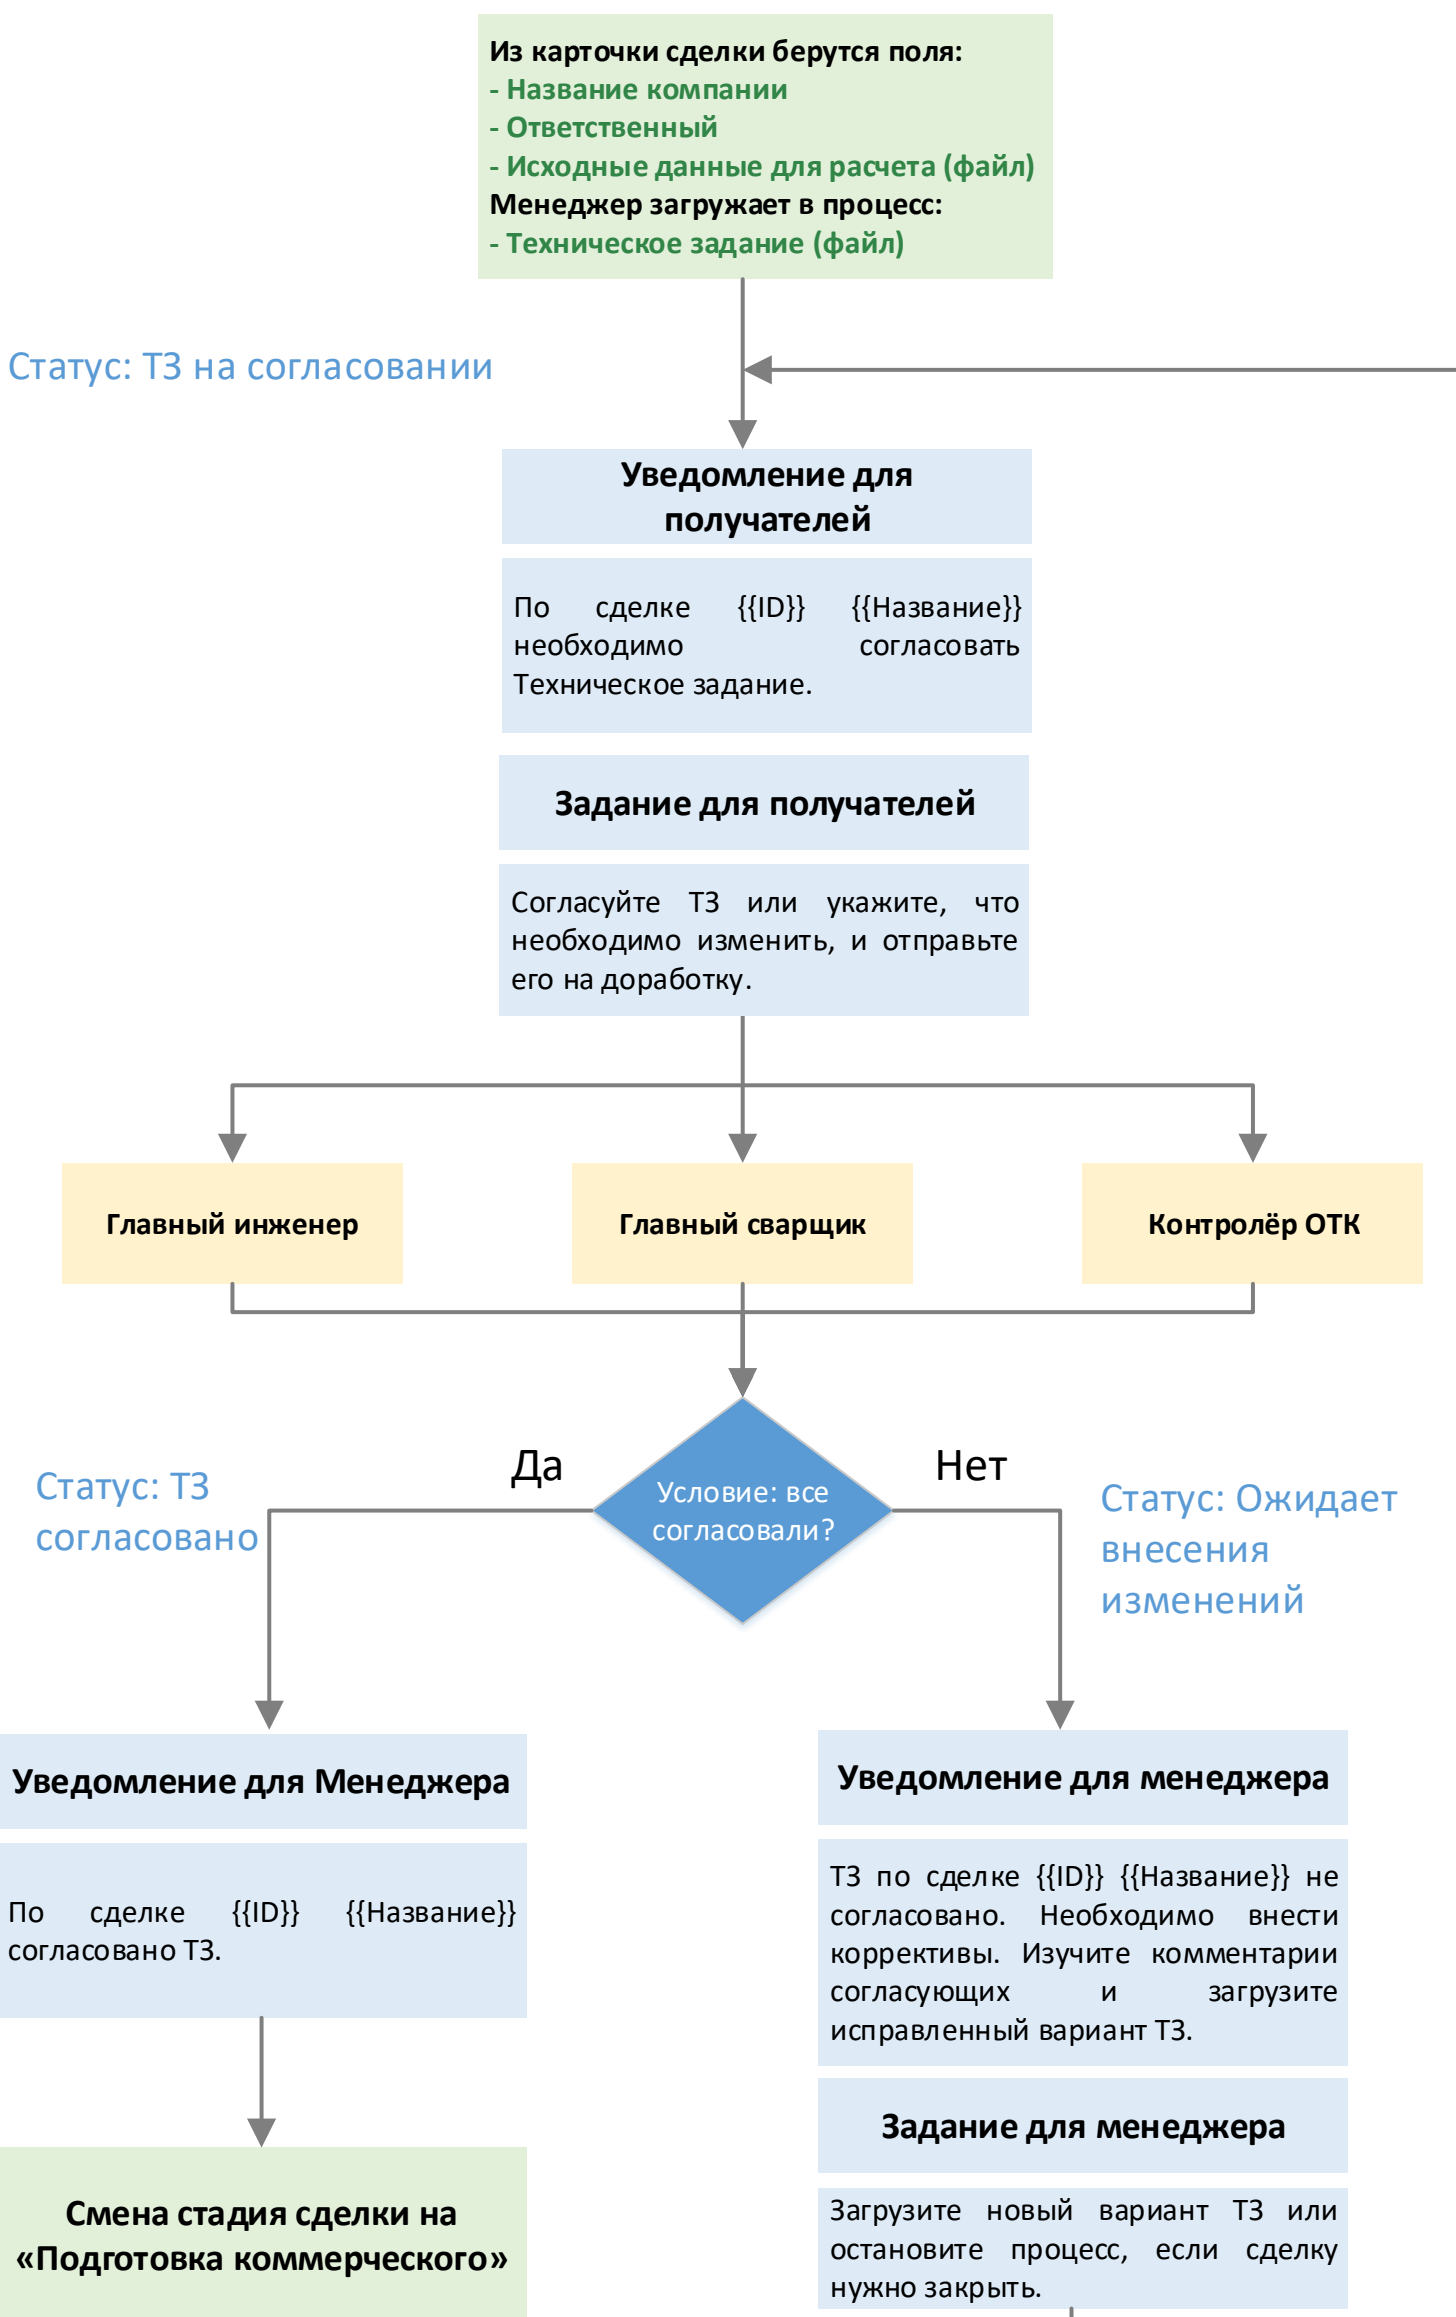 Из карточки сделки берутся поля:
- Название компании
- Ответственный
- Исходные данные для расчета (файл)
Менеджер загружает в процесс:
- Техническое задание (файл)
Статус: ТЗ на согласовании
Уведомление для
получателей
По сделке {{ID}} {{Название}}
необходимо согласовать
Техническое задание.
Задание для получателей
Согласуйте ТЗ или укажите, что
необходимо изменить, и отправьте
его на доработку.
Главный инженер
Главный сварщик
Контролёр ОТК
Да
Нет
Условие: все
согласовали?
Статус: ТЗ
согласовано
Статус: Ожидает
внесения
изменений
Уведомление для Менеджера
По сделке {{ID}} {{Название}}
согласовано ТЗ.
Смена стадия сделки на
«Подготовка коммерческого»
Уведомление для менеджера
ТЗ по сделке {{ID}} {{Название}} не
согласовано. Необходимо внести
коррективы. Изучите комментарии
согласующих и загрузите
исправленный вариант ТЗ.
Задание для менеджера
Загрузите новый вариант ТЗ или
остановите процесс, если сделку
нужно закрыть.